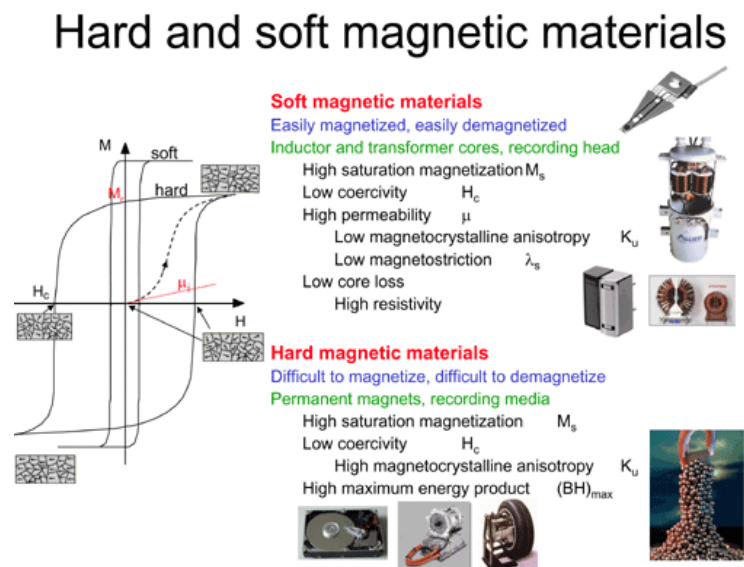 Hard and soft magnetic materials
Soft magnetic materials
Easily magnetized, easily demagnetized
Inductor and transformer cores, recording head
High saturation magnetization Ms
Low coercivity Hc
High permeability μ
Low magnetocrystalline anisotropy Ku
Low magnetostriction λs
Low core loss
High resistivity
M
soft
Mr
hard
μi
Hc
H
Hard magnetic materials
Difficult to magnetize, difficult to demagnetize
Permanent magnets, recording media
High saturation magnetization Ms
Low coercivity Hc
High magnetocrystalline anisotropy Ku
High maximum energy product (BH)max